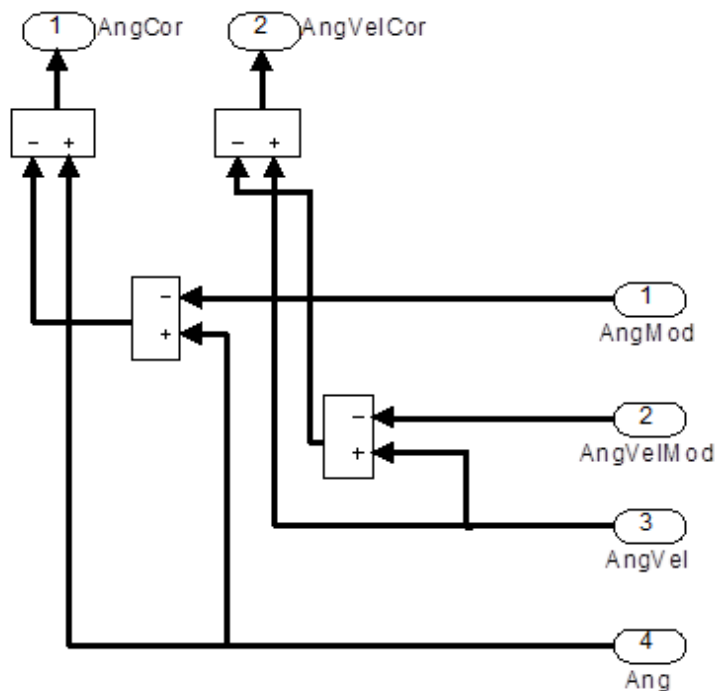 1 AngCor
2 AngVelCor
- +
- +
-
+
1
AngMod
-
+
2
AngVelMod
3
AngVel
4
Ang